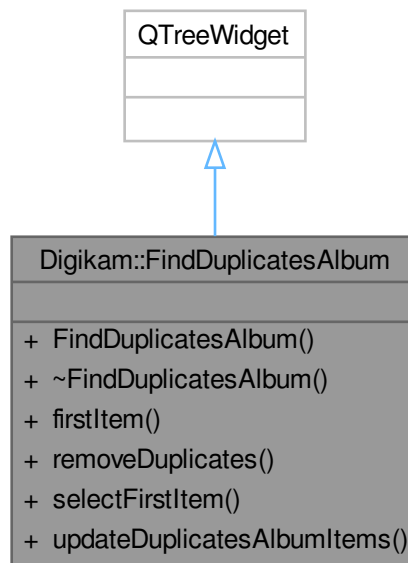 QTreeWidget
Digikam::FindDuplicatesAlbum
+ FindDuplicatesAlbum()
+ ~FindDuplicatesAlbum()
+ firstItem()
+ removeDuplicates()
+ selectFirstItem()
+ updateDuplicatesAlbumItems()